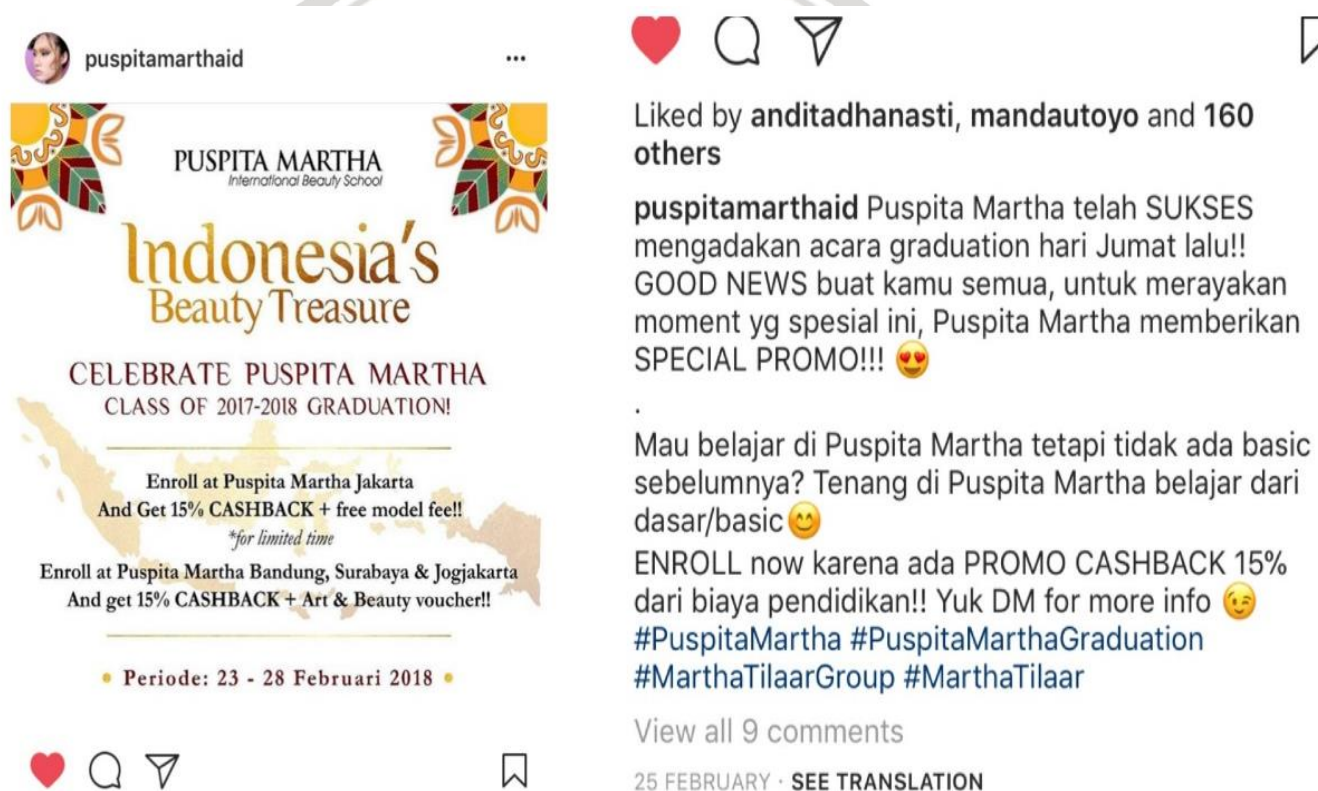 puspitamarthaid
PUSPITA MARTHA
International Beauty School
Indonesia's
Beauty Treasure
CELEBRATE PUSPITA MARTHA
CLASS OF 2017-2018 GRADUATION!
Enroll at Puspita Martha Jakarta
And Get 15% CASHBACK + free model fee!!
*for limited time
Enroll at Puspita Martha Bandung, Surabaya & Jogjakarta
And get 15% CASHBACK + Art & Beauty voucher!!
• Periode: 23 - 28 Februari 2018 •
Liked by anditadhanasti, mandautoyo and 160
others
puspitamarthaid Puspita Martha telah SUKSES
mengadakan acara graduation hari Jumat lalu!!
GOOD NEWS buat kamu semua, untuk merayakan
moment yg spesial ini, Puspita Martha memberikan
SPECIAL PROMO!!! 😍
.
Mau belajar di Puspita Martha tetapi tidak ada basic
sebelumnya? Tenang di Puspita Martha belajar dari
dasar/basic😊
ENROLL now karena ada PROMO CASHBACK 15%
dari biaya pendidikan!! Yuk DM for more info 😉
#PuspitaMartha #PuspitaMarthaGraduation
#MarthaTilaarGroup #MarthaTilaar
View all 9 comments
25 FEBRUARY · SEE TRANSLATION